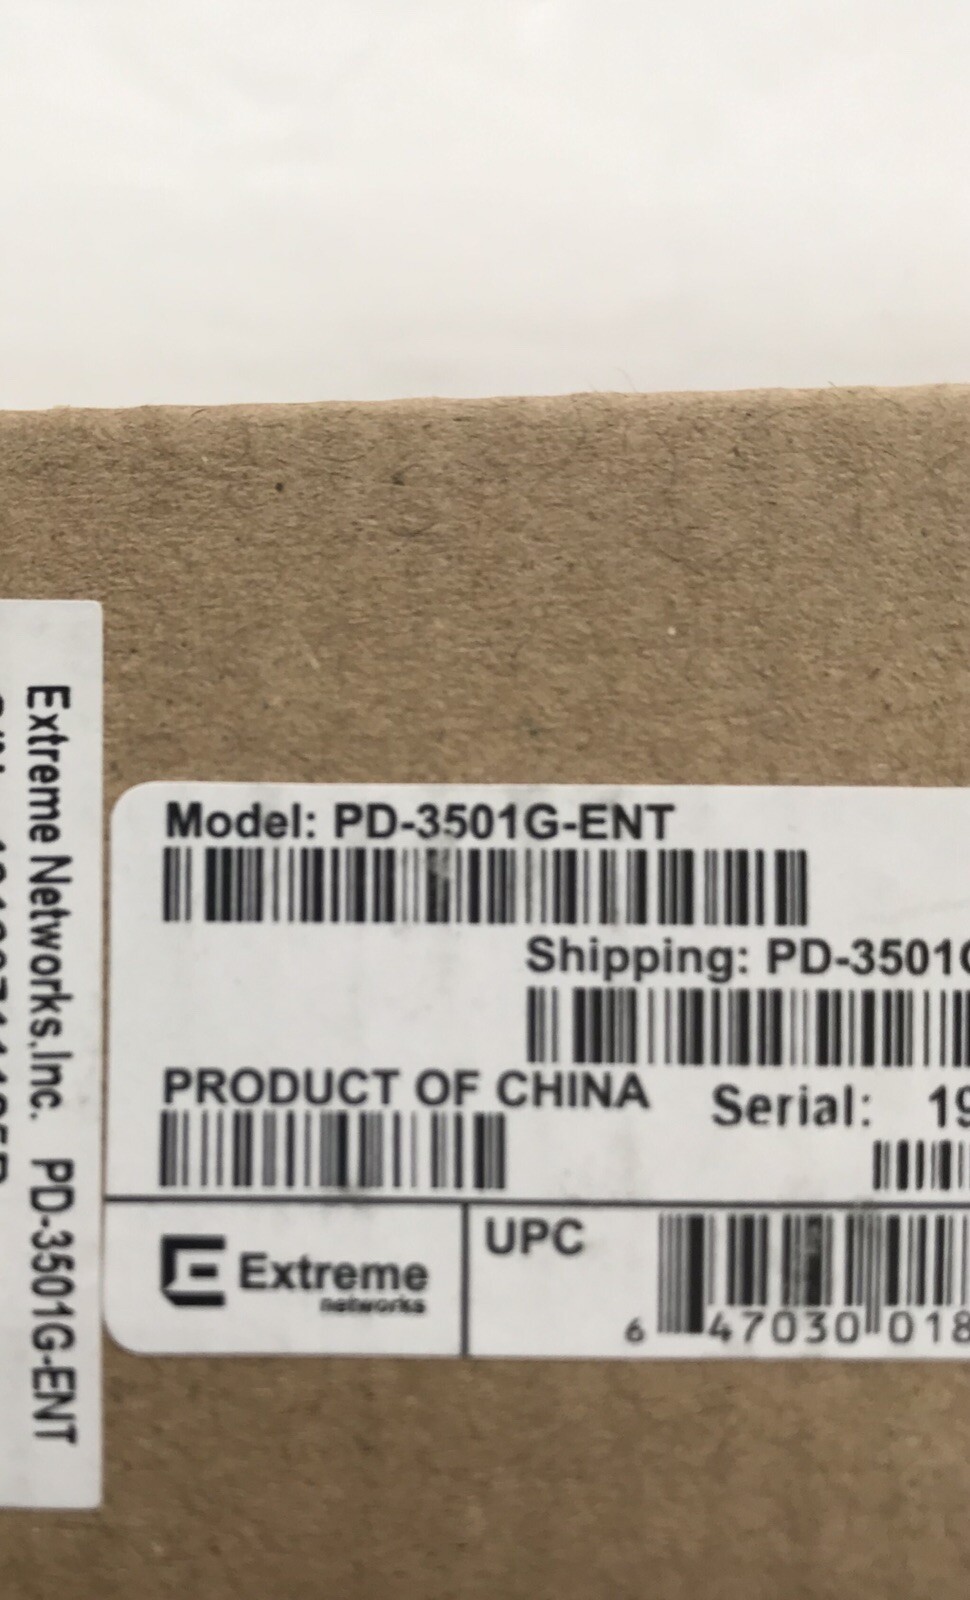 Model: PD-3501G-ENT
Shipping: PD-3501G
PRODUCT OF CHINA
Serial: 19
Extreme
networks
UPC
6 47030 018
Extreme Networks,Inc. PD-3501G-ENT